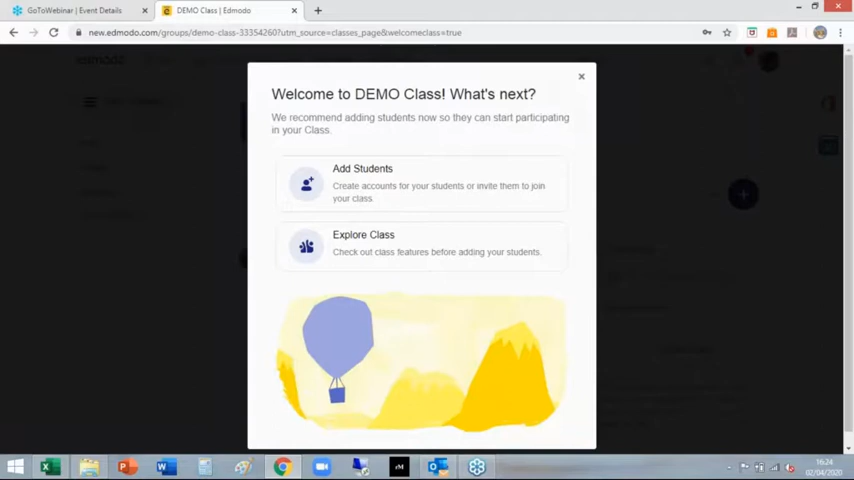 GoToWebinar | Event Details
DEMO Class | Edmodo
new.edmodo.com/groups/demo-class-33354260?utm_source=classes_page&welcomeclass=true
edmodo
Welcome to DEMO Class! What's next?
We recommend adding students now so they can start participating
in your Class.
Add Students
Create accounts for your students or invite them to join
your class.
Explore Class
Check out class features before adding your students.
16:24
02/04/2020